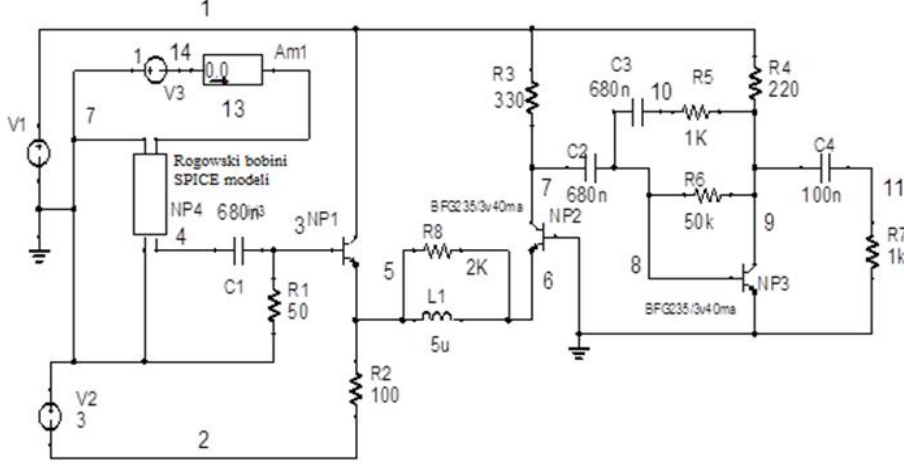 1
1
14
0.0
Am1
V3
13
V1
7
Rogowski bobini
SPICE modeli
NP4
4
680n
C1
3
NP1
R1
50
V2
3
2
R2
100
5
R8
2K
L1
5u
BFG235/3v40ma
NP2
6
R3
330
7
C2
680n
C3
680n
10
R5
1K
R4
220
R6
50k
8
9
NP3
BFG235/3v40ma
C4
100n
11
R7
1k